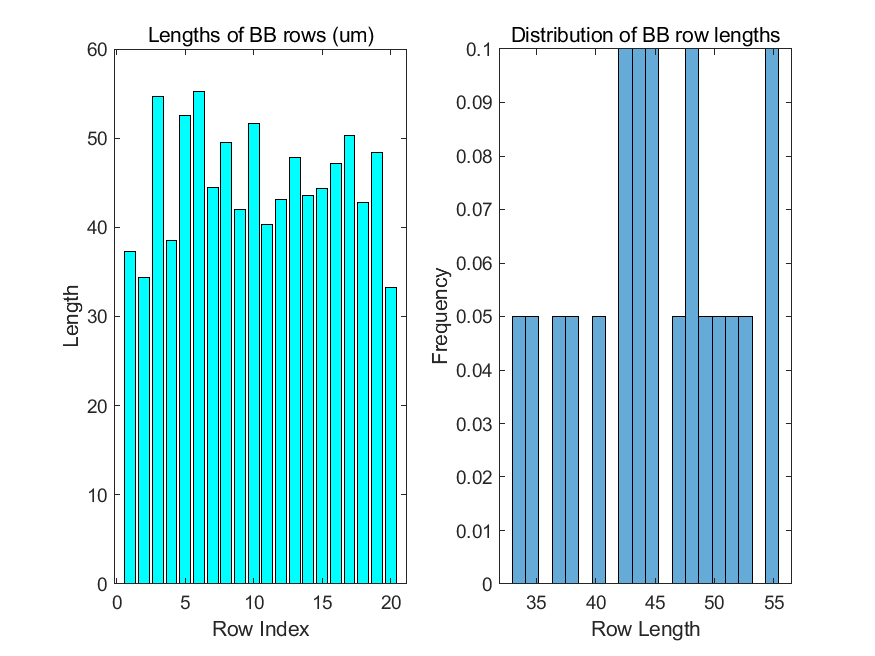 Lengths of BB rows (um)
60
50
40
30
20
10
0
Length
0 5 10 15 20
Row Index
Distribution of BB row lengths
0.1
0.09
0.08
0.07
0.06
0.05
0.04
0.03
0.02
0.01
0
Frequency
35 40 45 50 55
Row Length